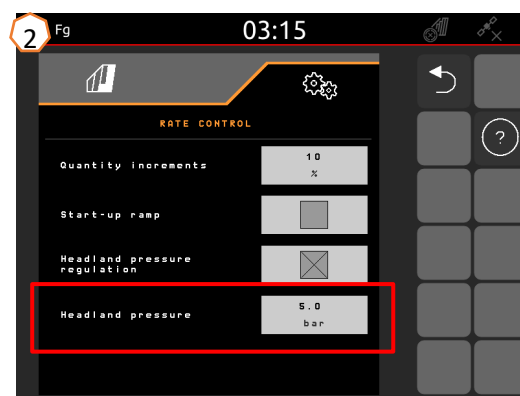 2
Fg
03:15
RATE CONTROL
Quantity increments
10
%
Start-up ramp
Headland pressure
regulation
Headland pressure
5.0
bar
?